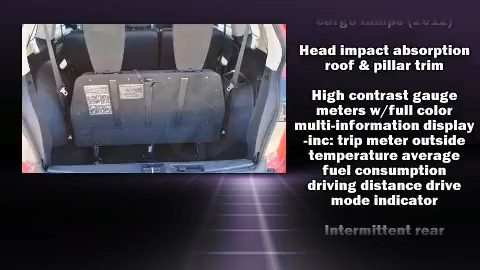 cargo lamps (2012)
Head impact absorption
roof & pillar trim
High contrast gauge
meters w/full color
multi-information display
-inc: trip meter outside
temperature average
fuel consumption
driving distance drive
mode indicator
Intermittent rear